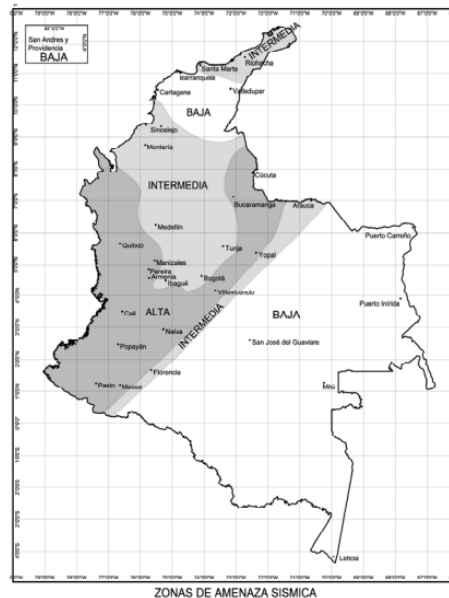 San Andres y
Providencia
BAJA
INTERMEDIA
Riohacha
Santa Marta
Barranquilla
Cartagena
Valledupar
BAJA
Sincelejo
Montería
Cúcuta
INTERMEDIA
Bucaramanga
Arauca
Medellín
Puerto Carreño
Quibdo
Tunja
Yopal
Manizales
Pereira
Armenia
Bogotá
Ibagué
Villavicencio
Puerto Inírida
Cali
ALTA
BAJA
INTERMEDIA
Neiva
San José del Guaviare
Popayán
Florencia
Pasto
Mocoa
Mitú
Leticia
ZONAS DE AMENAZA SISMICA